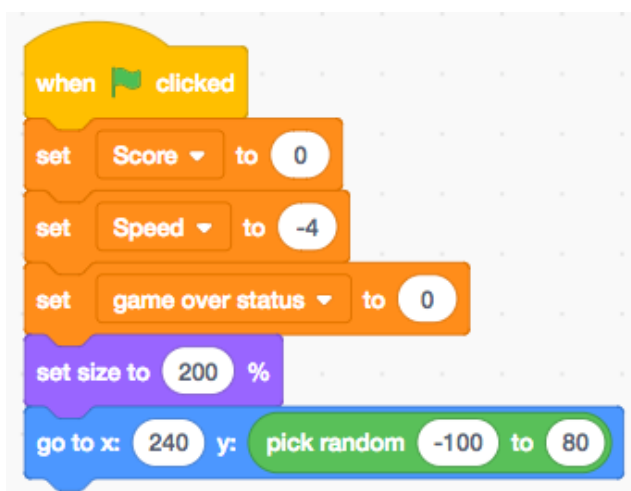 when clicked
set Score to 0
set Speed to -4
set game over status to 0
set size to 200 %
go to x: 240 y: pick random -100 to 80